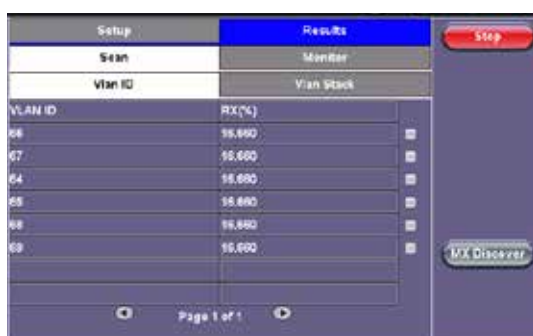 Setup Results Stop
Scan Monitor
Vlan ID Vlan Stack
VLAN ID RX(%)
66 16.660
67 16.660
64 16.660
65 16.660
68 16.660
69 16.660
MX Discover
Page 1 of 1